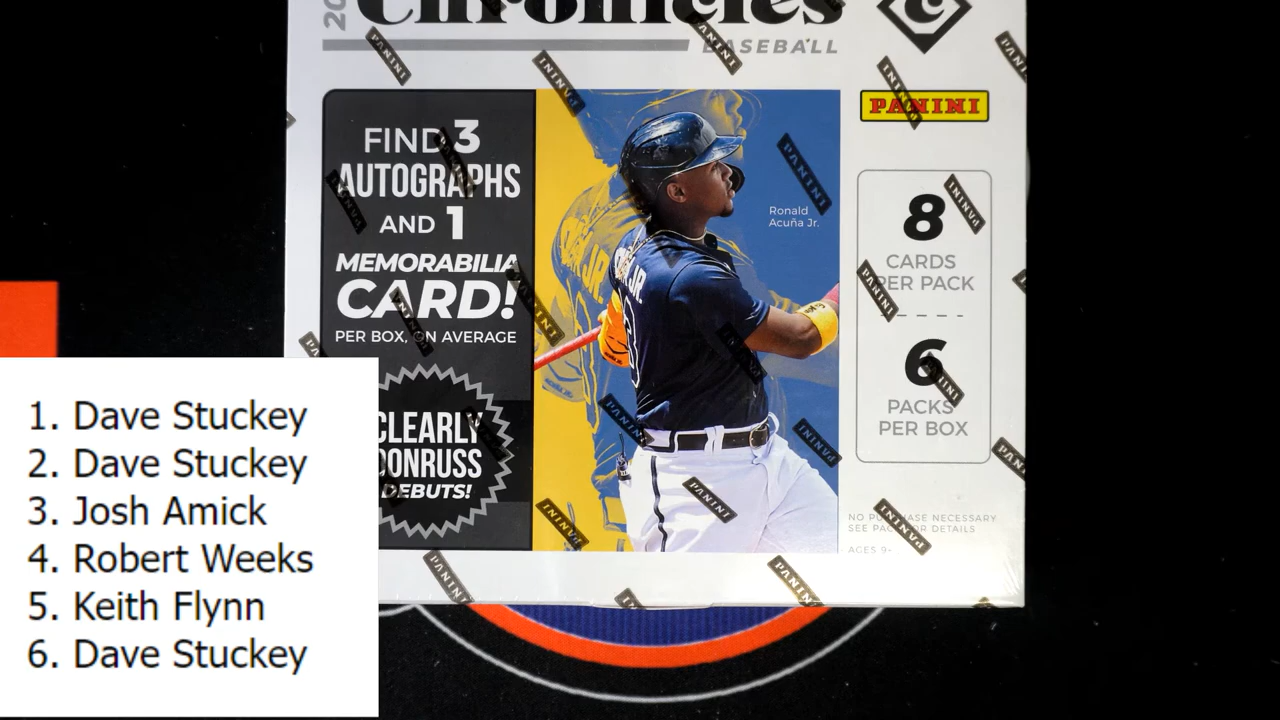 20
Chronicles
BASEBALL
PANINI
FIND 3
AUTOGRAPHS
AND 1
MEMORABILIA
CARD!
PER BOX, ON AVERAGE
CLEARLY
DONRUSS
DEBUTS!
Ronald
Acuña Jr.
8
CARDS
PER PACK
6
PACKS
PER BOX
NO PURCHASE NECESSARY
SEE PACK FOR DETAILS
AGES 9+
1. Dave Stuckey
2. Dave Stuckey
3. Josh Amick
4. Robert Weeks
5. Keith Flynn
6. Dave Stuckey